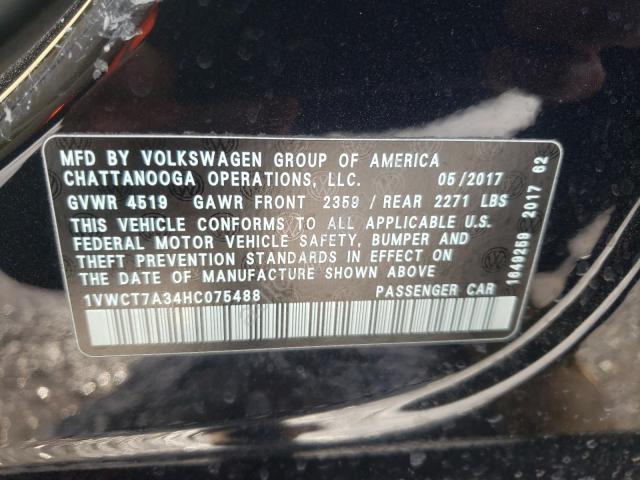 MFD BY VOLKSWAGEN GROUP OF AMERICA
CHATTANOOGA OPERATIONS, LLC. 05/2017
GVWR 4519 GAWR FRONT 2359 / REAR 2271 LBS
THIS VEHICLE CONFORMS TO ALL APPLICABLE U.S.
FEDERAL MOTOR VEHICLE SAFETY, BUMPER AND
THEFT PREVENTION STANDARDS IN EFFECT ON
THE DATE OF MANUFACTURE SHOWN ABOVE
1VWCT7A34HC075488 PASSENGER CAR
1649259 2017 62